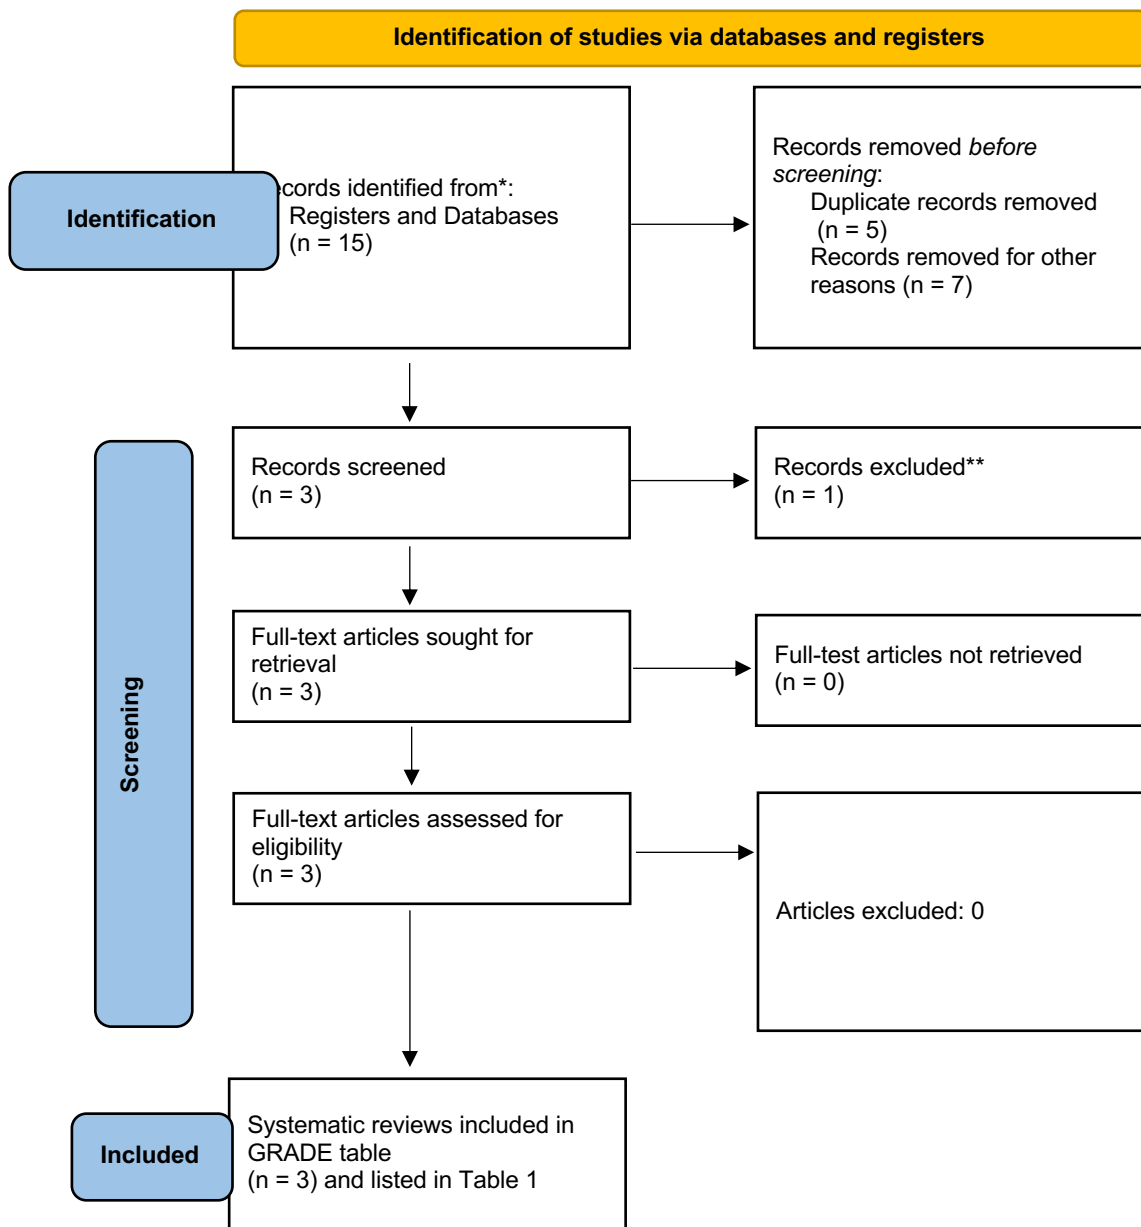 Identification of studies via databases and registers
Identification
ecords identified from*:
Registers and Databases
(n = 15)
Records removed before
screening:
Duplicate records removed
(n = 5)
Records removed for other
reasons (n = 7)
Screening
Records screened
(n = 3)
Records excluded**
(n = 1)
Full-text articles sought for
retrieval
(n = 3)
Full-test articles not retrieved
(n = 0)
Full-text articles assessed for
eligibility
(n = 3)
Articles excluded: 0
Included
Systematic reviews included in
GRADE table
(n = 3) and listed in Table 1